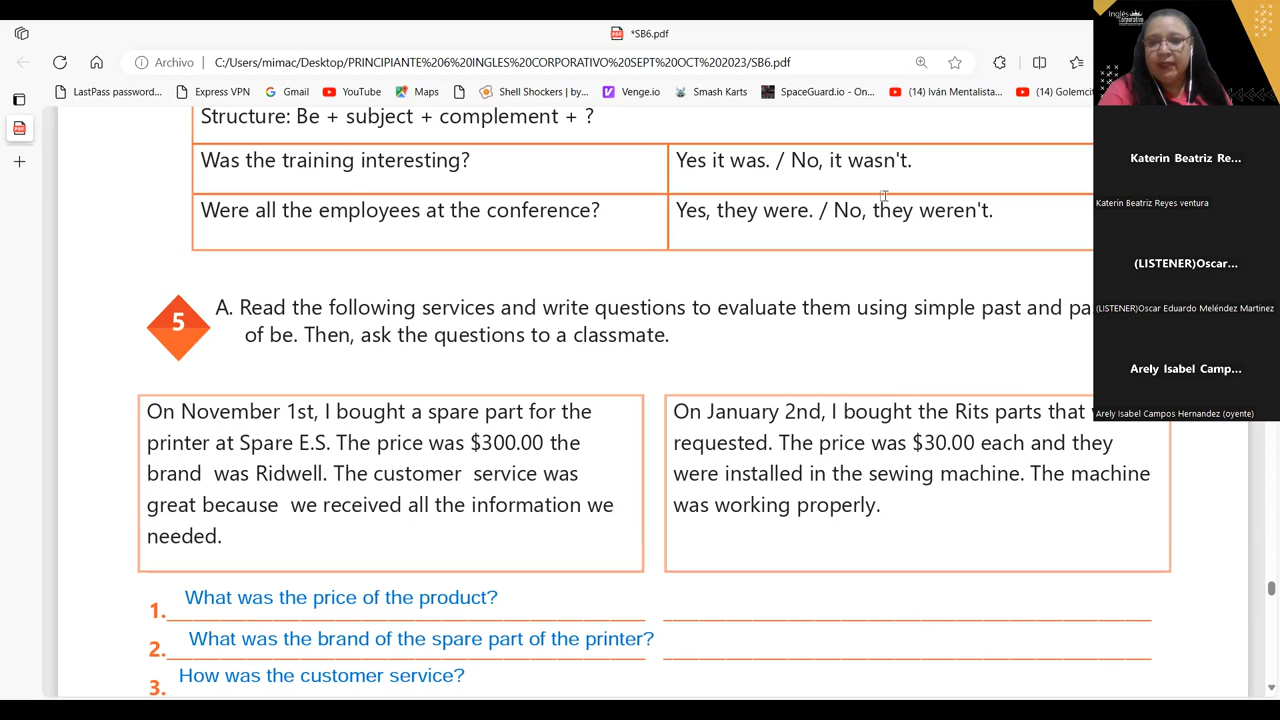 *SB6.pdf
Archivo
C:/Users/mimac/Desktop/PRINCIPIANTE%206%20INGLES%20CORPORATIVO%20SEPT%20OCT%202023/SB6.pdf
LastPass password...
Express VPN
Gmail
YouTube
Maps
Shell Shockers | by...
Venge.io
Smash Karts
SpaceGuard.io - On...
(14) Iván Mentalista...
(14) Golemcit
Inglés
Corporativo
Structure: Be + subject + complement + ?
Was the training interesting?
Yes it was. / No, it wasn't.
Were all the employees at the conference?
Yes, they were. / No, they weren't.
Katerin Beatriz Re...
Katerin Beatriz Reyes ventura
(LISTENER)Oscar...
(LISTENER)Oscar Eduardo Meléndez Martinez
Arely Isabel Camp...
Arely Isabel Campos Hernandez (oyente)
5
A. Read the following services and write questions to evaluate them using simple past and pa
of be. Then, ask the questions to a classmate.
On November 1st, I bought a spare part for the
printer at Spare E.S. The price was $300.00 the
brand was Ridwell. The customer service was
great because we received all the information we
needed.
On January 2nd, I bought the Rits parts that
requested. The price was $30.00 each and they
were installed in the sewing machine. The machine
was working properly.
1. What was the price of the product?
2. What was the brand of the spare part of the printer?
3. How was the customer service?